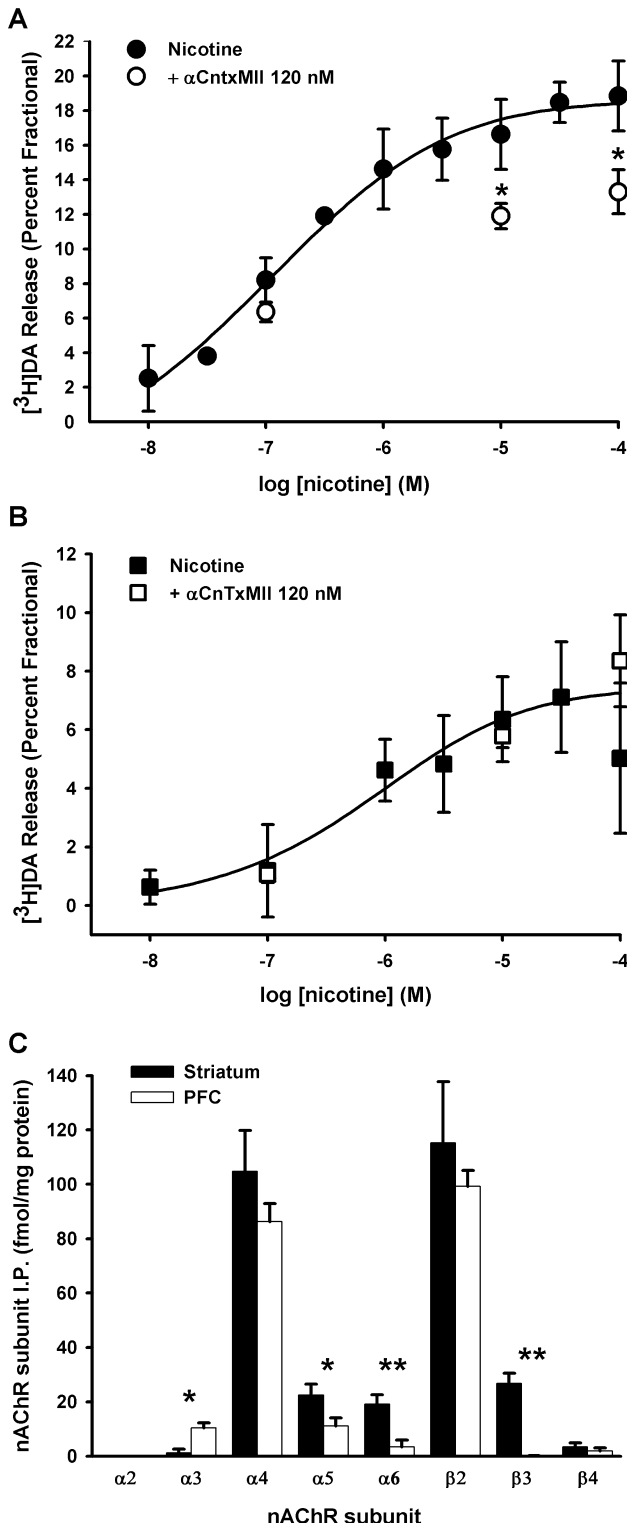 A
22
20
18
16
14
12
10
8
6
4
2
0
[³H]DA Release (Percent Fractional)
Nicotine
+ αCntxMII 120 nM
*
*
-8 -7 -6 -5 -4
log [nicotine] (M)
B
12
10
8
6
4
2
0
[³H]DA Release (Percent Fractional)
Nicotine
+ αCnTxMII 120 nM
-8 -7 -6 -5 -4
log [nicotine] (M)
C
140
120
100
80
60
40
20
0
nAChR subunit I.P. (fmol/mg protein)
Striatum
PFC
* * ** **
α2 α3 α4 α5 α6 β2 β3 β4
nAChR subunit